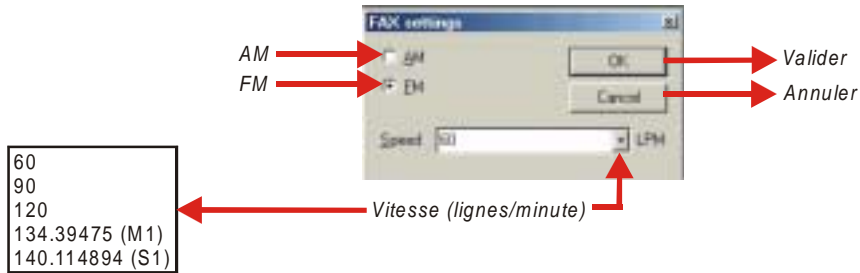 FAX settings
AM
AM
OK
Valider
FM
FM
Cancel
Annuler
Speed 60 LPM
60
90
120
134.39475 (M1)
140.114894 (S1)
Vitesse (lignes/minute)